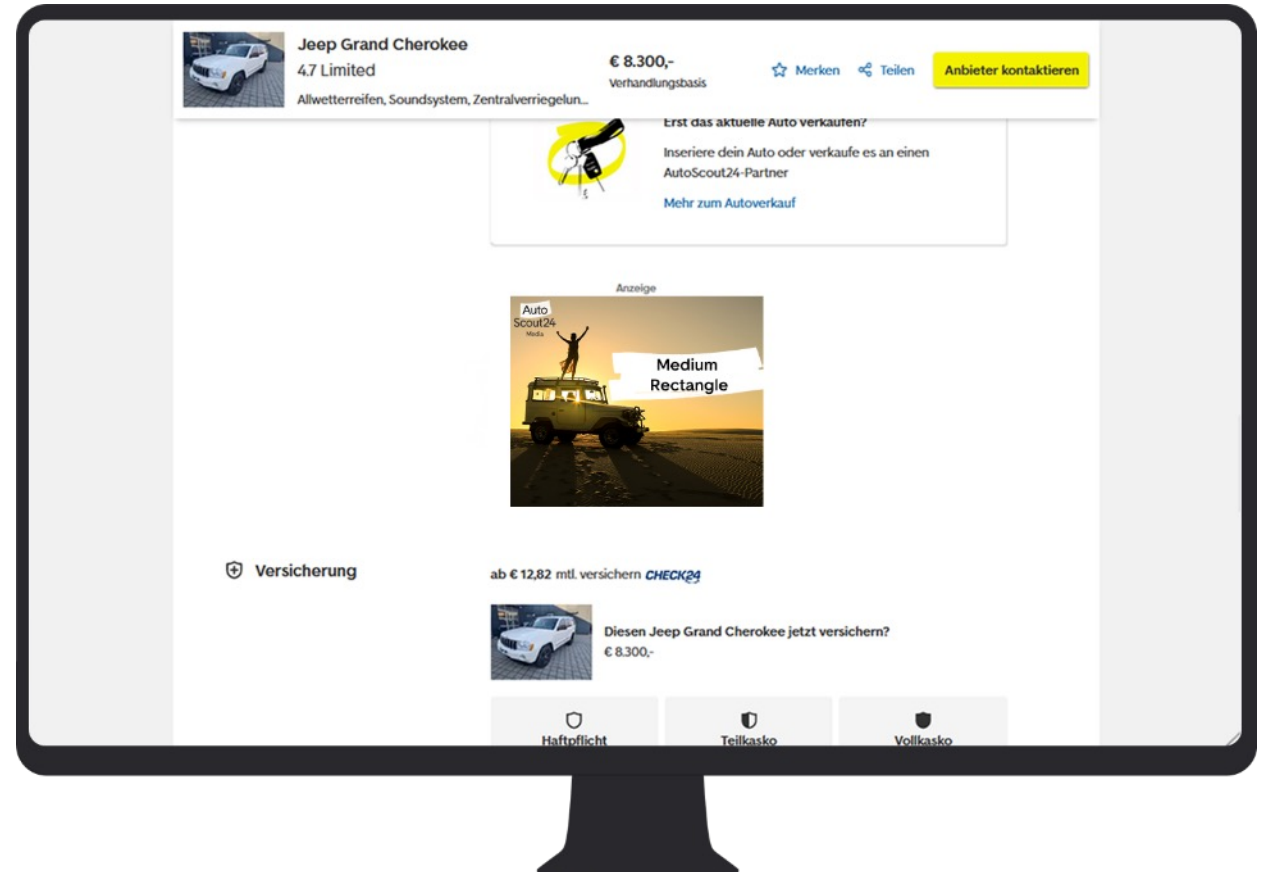 Jeep Grand Cherokee
4.7 Limited
Allwetterreifen, Soundsystem, Zentralverriegelun...
€ 8.300,-
Verhandlungsbasis
Merken
Teilen
Anbieter kontaktieren
Erst das aktuelle Auto verkaufen?
Inseriere dein Auto oder verkaufe es an einen
AutoScout24-Partner
Mehr zum Autoverkauf
Anzeige
Auto
Scout24
Media
Medium
Rectangle
Versicherung
ab € 12,82 mtl. versichern CHECK24
Diesen Jeep Grand Cherokee jetzt versichern?
€ 8.300,-
Haftpflicht
Teilkasko
Vollkasko